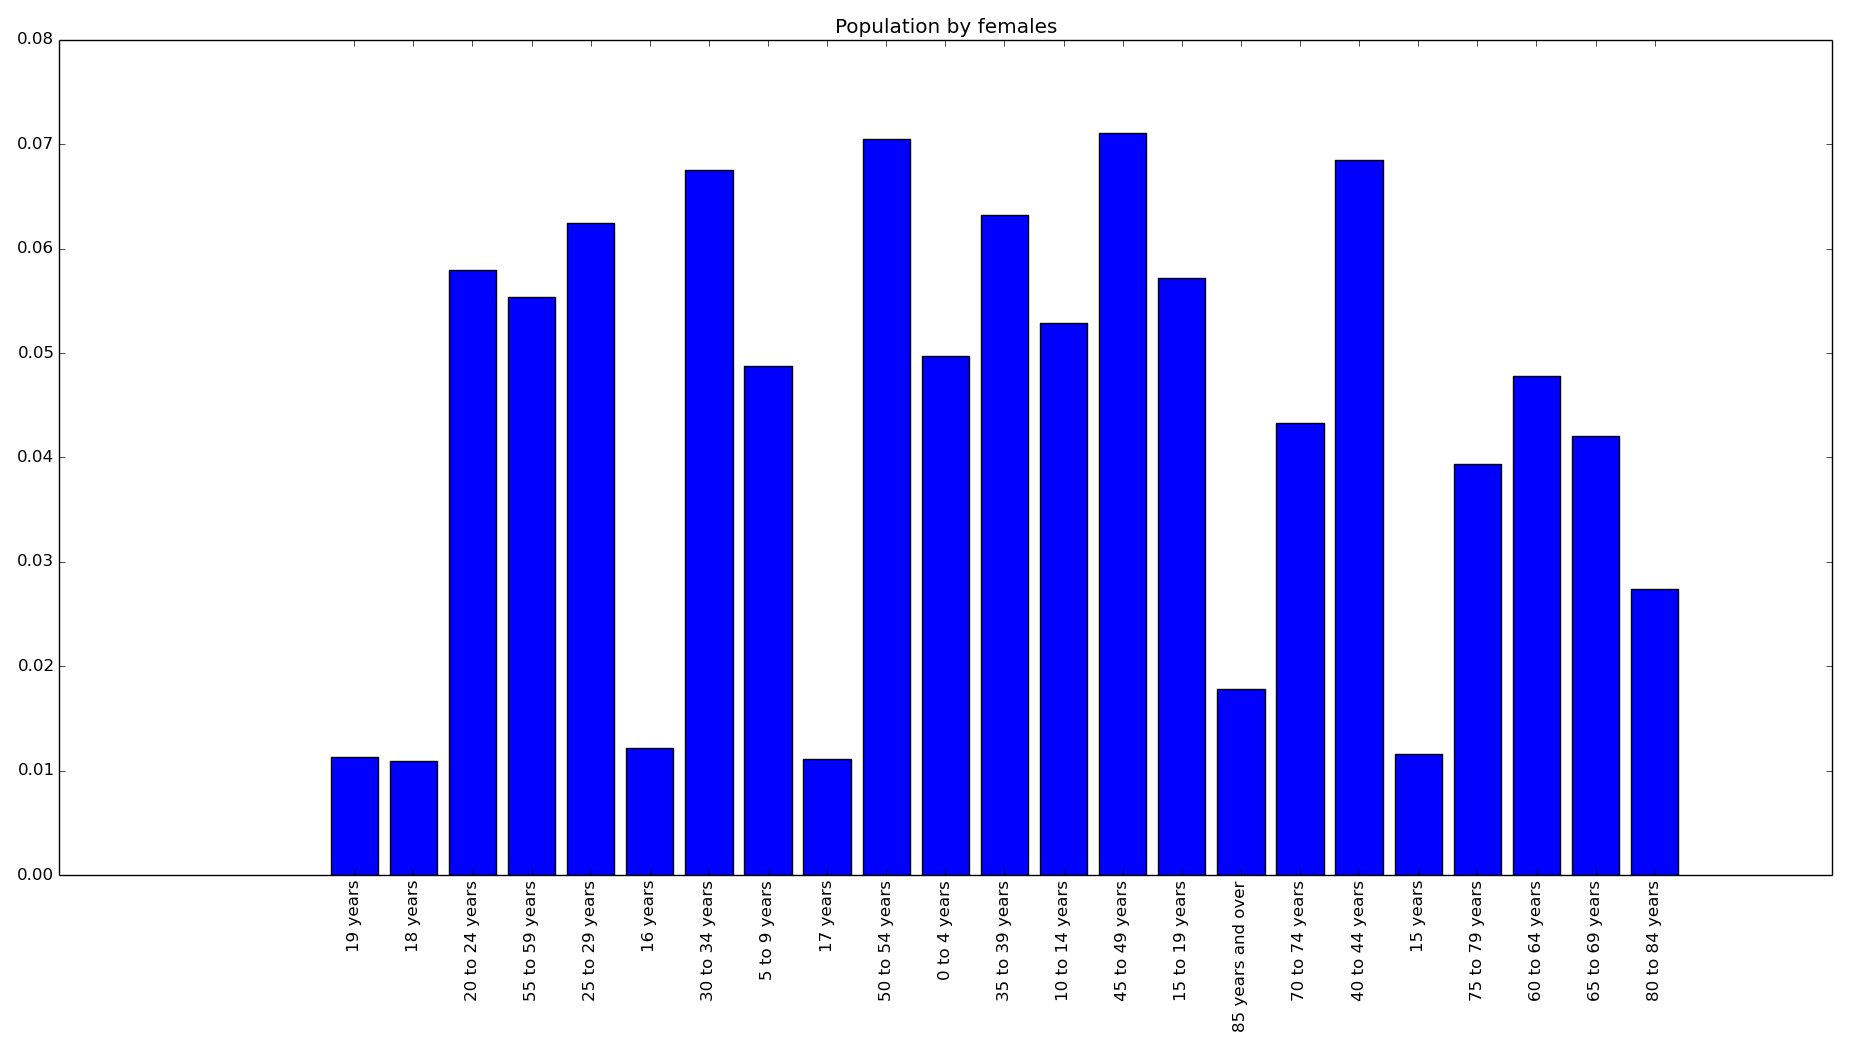 Population by females
0.08
0.07
0.06
0.05
0.04
0.03
0.02
0.01
0.00
19 years
18 years
20 to 24 years
55 to 59 years
25 to 29 years
16 years
30 to 34 years
5 to 9 years
17 years
50 to 54 years
0 to 4 years
35 to 39 years
10 to 14 years
45 to 49 years
15 to 19 years
85 years and over
70 to 74 years
40 to 44 years
15 years
75 to 79 years
60 to 64 years
65 to 69 years
80 to 84 years